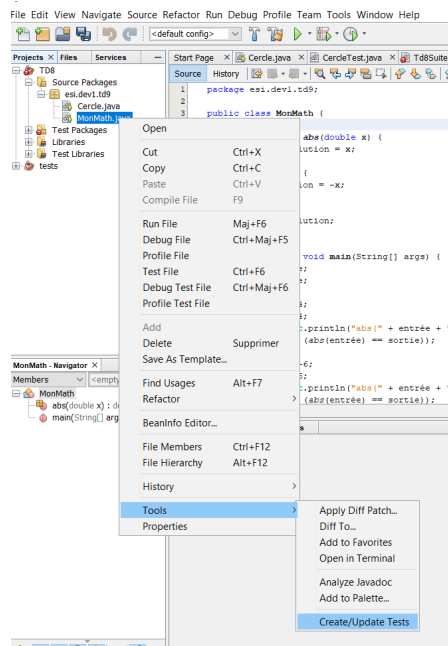 File Edit View Navigate Source Refactor Run Debug Profile Team Tools Window Help
<default config>
Projects × Files Services
Start Page × Cercle.java × CercleTest.java × Td8Suite
Source History
TD8
Source Packages
esi.dev1.td9
Cercle.java
MonMath.java
Test Packages
Libraries
Test Libraries
tests
1 package esi.dev1.td9;
2
3 public class MonMath {
abs(double x) {
lution = x;
{
ion = -x;
lution;
void main(String[] args) {
e;
e;
4;
4;
t.println("abs(" + entrée + "
(abs(entrée) == sortie));
-6;
6;
t.println("abs(" + entrée + "
(abs(entrée) == sortie));
Open
Cut Ctrl+X
Copy Ctrl+C
Paste Ctrl+V
Compile File F9
Run File Maj+F6
Debug File Ctrl+Maj+F5
Profile File
Test File Ctrl+F6
Debug Test File Ctrl+Maj+F6
Profile Test File
Add
Delete Supprimer
Save As Template...
Find Usages Alt+F7
Refactor >
BeanInfo Editor...
File Members Ctrl+F12
File Hierarchy Alt+F12
History >
Tools >
Properties
Apply Diff Patch...
Diff To...
Add to Favorites
Open in Terminal
Analyze Javadoc
Add to Palette...
Create/Update Tests
MonMath - Navigator ×
Members <empty
MonMath
abs(double x) : d
main(String[] arg
s